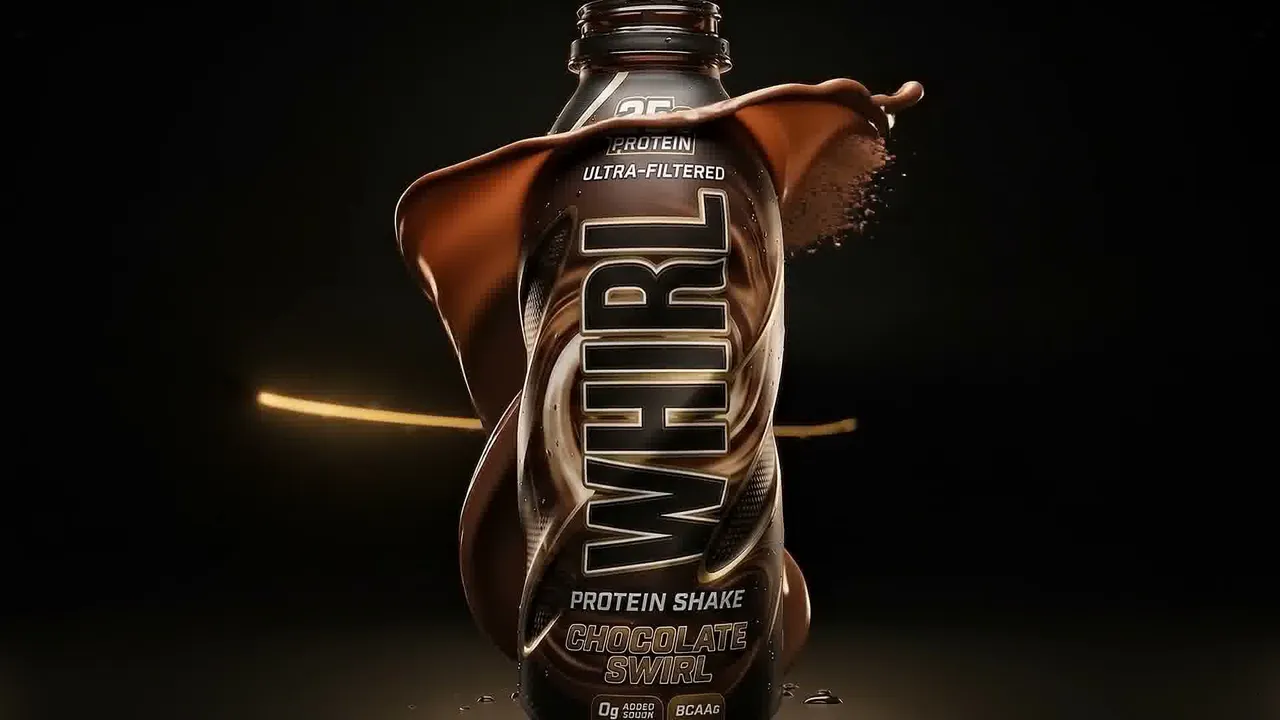 PROTEIN
ULTRA-FILTERED
WHIRL
PROTEIN SHAKE
CHOCOLATE
SWIRL
0g ADDED
BCAAG